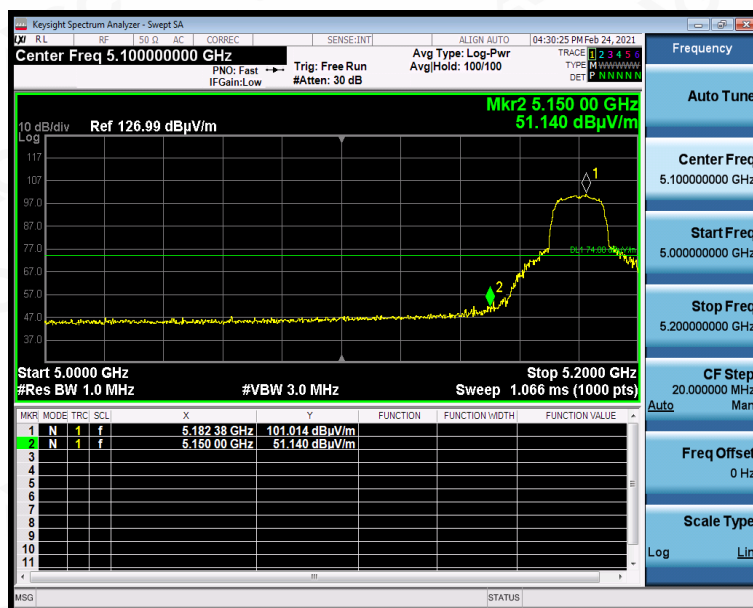 Keysight Spectrum Analyzer - Swept SA
LXI RL RF 50 Ω AC CORREC SENSE:INT ALIGN AUTO 04:30:25 PM Feb 24, 2021
Center Freq 5.100000000 GHz
PNO: Fast
IFGain:Low
Trig: Free Run
#Atten: 30 dB
Avg Type: Log-Pwr
Avg|Hold: 100/100
TRACE 1 2 3 4 5 6
TYPE M WWWWW
DET P N N N N N
Mkr2 5.150 00 GHz
51.140 dBµV/m
10 dB/div Ref 126.99 dBµV/m
Log
117
107
97.0
87.0
77.0
67.0
57.0
47.0
37.0
1
2
DL1 74.00 dBµV/m
Start 5.0000 GHz Stop 5.2000 GHz
#Res BW 1.0 MHz #VBW 3.0 MHz Sweep 1.066 ms (1000 pts)
MKR MODE TRC SCL X Y FUNCTION FUNCTION WIDTH FUNCTION VALUE
1 N 1 f 5.182 38 GHz 101.014 dBµV/m
2 N 1 f 5.150 00 GHz 51.140 dBµV/m
3
4
5
6
7
8
9
10
11
MSG STATUS
Frequency
Auto Tune
Center Freq
5.100000000 GHz
Start Freq
5.000000000 GHz
Stop Freq
5.200000000 GHz
CF Step
20.000000 MHz
Auto Man
Freq Offset
0 Hz
Scale Type
Log Lin